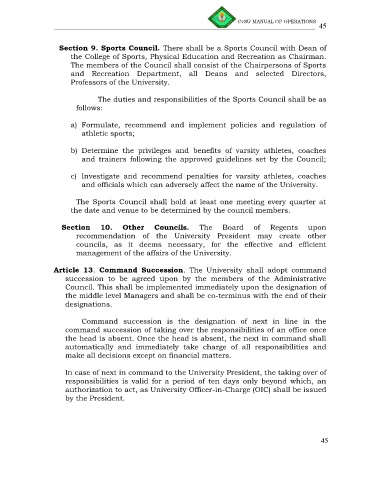 CvSU MANUAL OF OPERATIONS
45
Section 9. Sports Council. There shall be a Sports Council with Dean of
the College of Sports, Physical Education and Recreation as Chairman.
The members of the Council shall consist of the Chairpersons of Sports
and Recreation Department, all Deans and selected Directors,
Professors of the University.
The duties and responsibilities of the Sports Council shall be as
follows:
a) Formulate, recommend and implement policies and regulation of
athletic sports;
b) Determine the privileges and benefits of varsity athletes, coaches
and trainers following the approved guidelines set by the Council;
c) Investigate and recommend penalties for varsity athletes, coaches
and officials which can adversely affect the name of the University.
The Sports Council shall hold at least one meeting every quarter at
the date and venue to be determined by the council members.
Section 10. Other Councils. The Board of Regents upon
recommendation of the University President may create other
councils, as it deems necessary, for the effective and efficient
management of the affairs of the University.
Article 13. Command Succession. The University shall adopt command
succession to be agreed upon by the members of the Administrative
Council. This shall be implemented immediately upon the designation of
the middle level Managers and shall be co-terminus with the end of their
designations.
Command succession is the designation of next in line in the
command succession of taking over the responsibilities of an office once
the head is absent. Once the head is absent, the next in command shall
automatically and immediately take charge of all responsibilities and
make all decisions except on financial matters.
In case of next in command to the University President, the taking over of
responsibilities is valid for a period of ten days only beyond which, an
authorization to act, as University Officer-in-Charge (OIC) shall be issued
by the President.
45